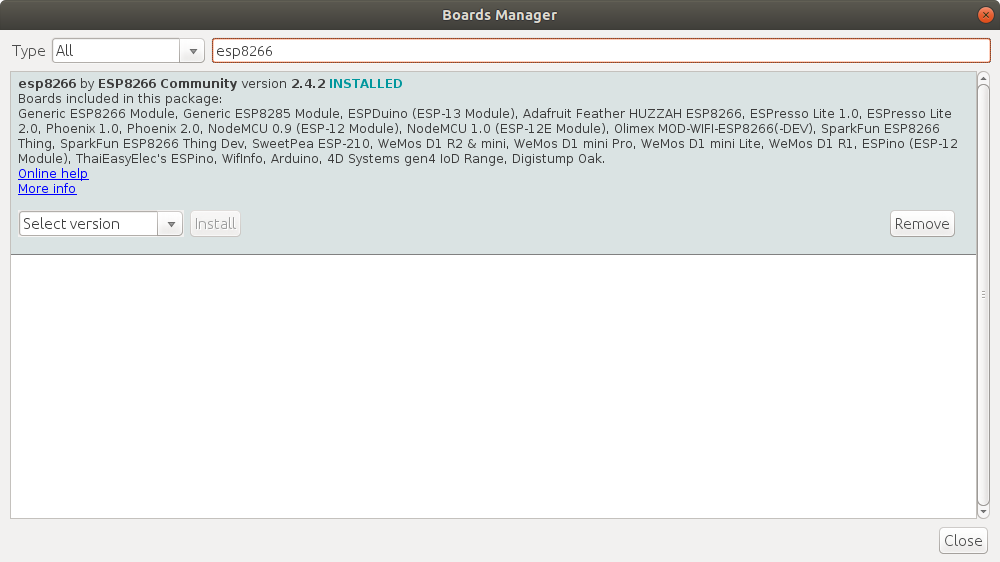 Boards Manager
Type All esp8266
esp8266 by ESP8266 Community version 2.4.2 INSTALLED
Boards included in this package:
Generic ESP8266 Module, Generic ESP8285 Module, ESPDuino (ESP-13 Module), Adafruit Feather HUZZAH ESP8266, ESPresso Lite 1.0, ESPresso Lite
2.0, Phoenix 1.0, Phoenix 2.0, NodeMCU 0.9 (ESP-12 Module), NodeMCU 1.0 (ESP-12E Module), Olimex MOD-WIFI-ESP8266(-DEV), SparkFun ESP8266
Thing, SparkFun ESP8266 Thing Dev, SweetPea ESP-210, WeMos D1 R2 & mini, WeMos D1 mini Pro, WeMos D1 mini Lite, WeMos D1 R1, ESPino (ESP-12
Module), ThaiEasyElec's ESPino, WifInfo, Arduino, 4D Systems gen4 IoD Range, Digistump Oak.
Online help
More info
Select version Install Remove
Close